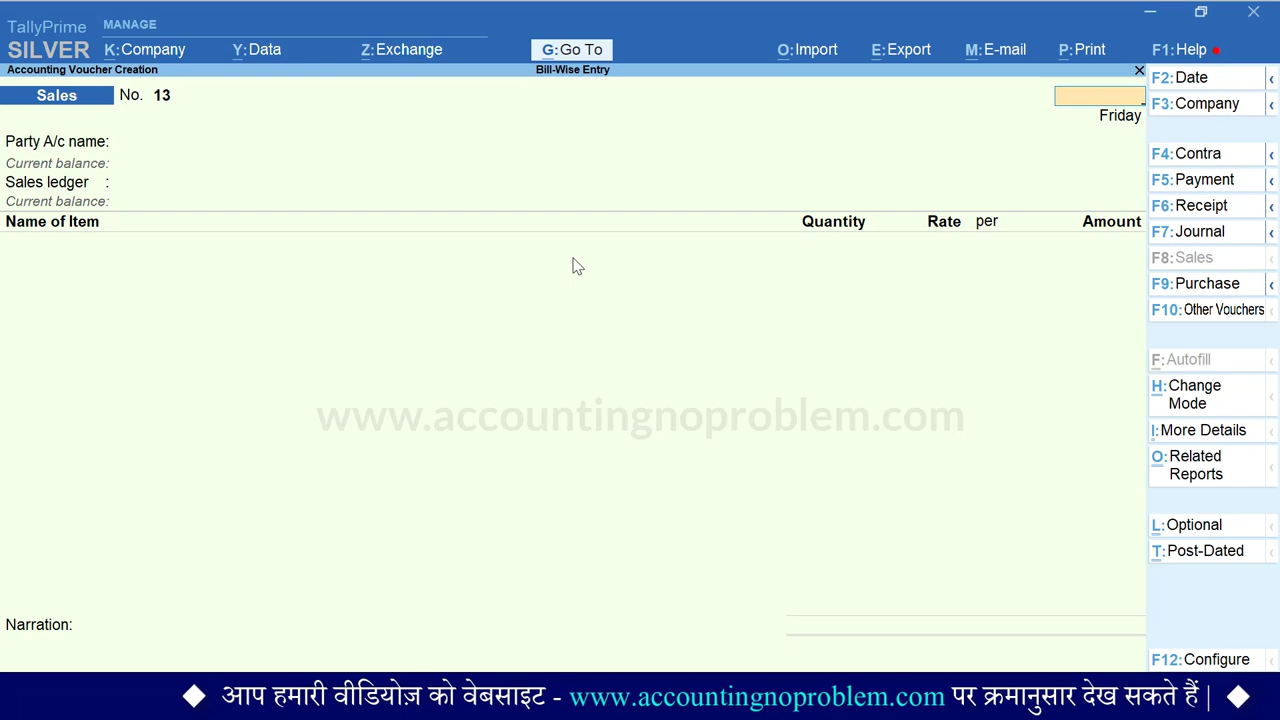 TallyPrime MANAGE
SILVER K:Company Y:Data Z:Exchange G:Go To O:Import E:Export M:E-mail P:Print F1:Help
Accounting Voucher Creation Bill-Wise Entry
Sales No. 13
Friday
Party A/c name:
Current balance:
Sales ledger :
Current balance:
Name of Item Quantity Rate per Amount
www.accountingnoproblem.com
Narration:
F2:Date
F3:Company
F4:Contra
F5:Payment
F6:Receipt
F7:Journal
F8:Sales
F9:Purchase
F10:Other Vouchers
F:Autofill
H:Change
Mode
I:More Details
O:Related
Reports
L:Optional
T:Post-Dated
F12:Configure
आप हमारी वीडियोज़ को वेबसाइट - www.accountingnoproblem.com पर क्रमानुसार देख सकते हैं |